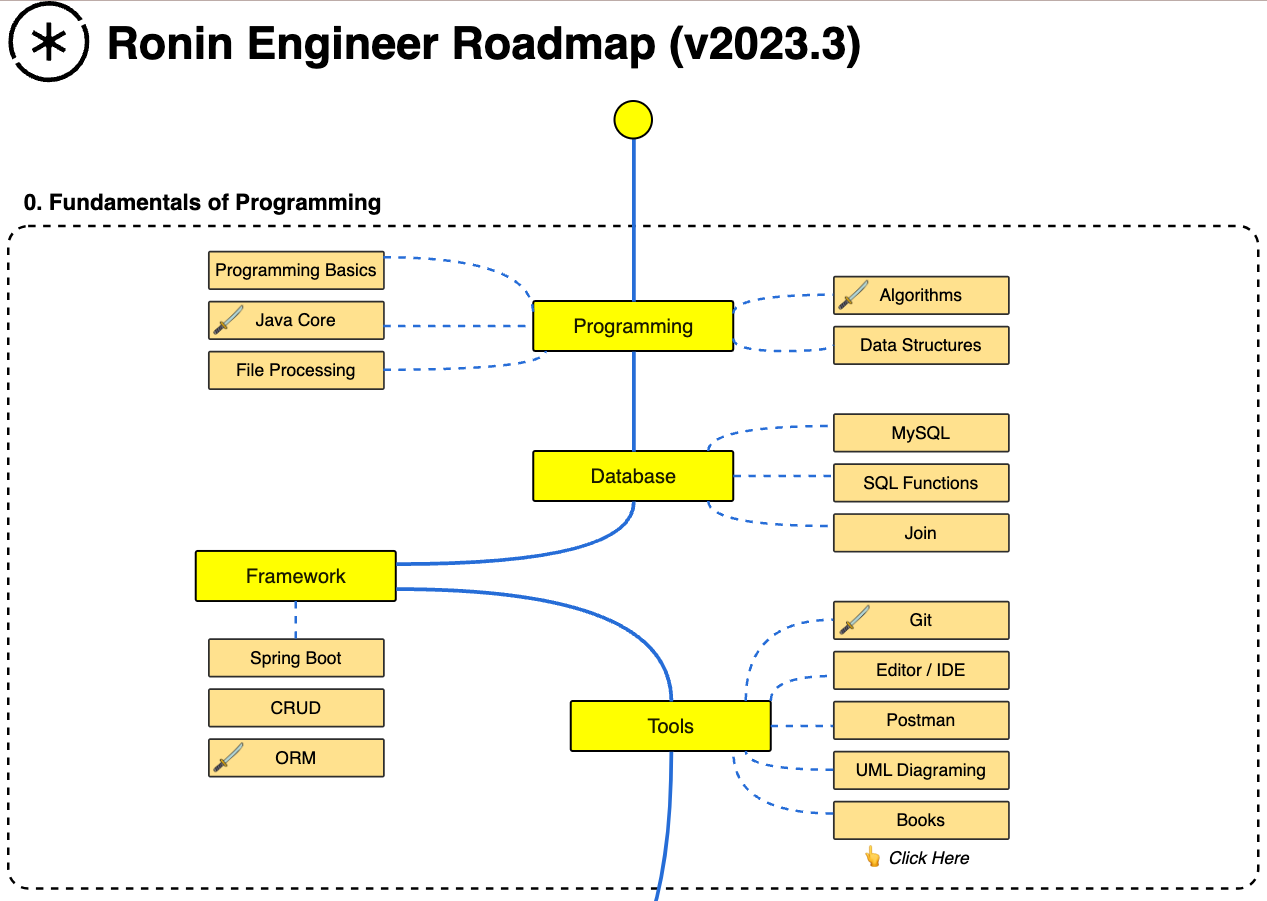 Ronin Engineer Roadmap (v2023.3)
0. Fundamentals of Programming
Programming Basics
Java Core
File Processing
Programming
Algorithms
Data Structures
Database
MySQL
SQL Functions
Join
Framework
Spring Boot
CRUD
ORM
Tools
Git
Editor / IDE
Postman
UML Diagraming
Books
Click Here